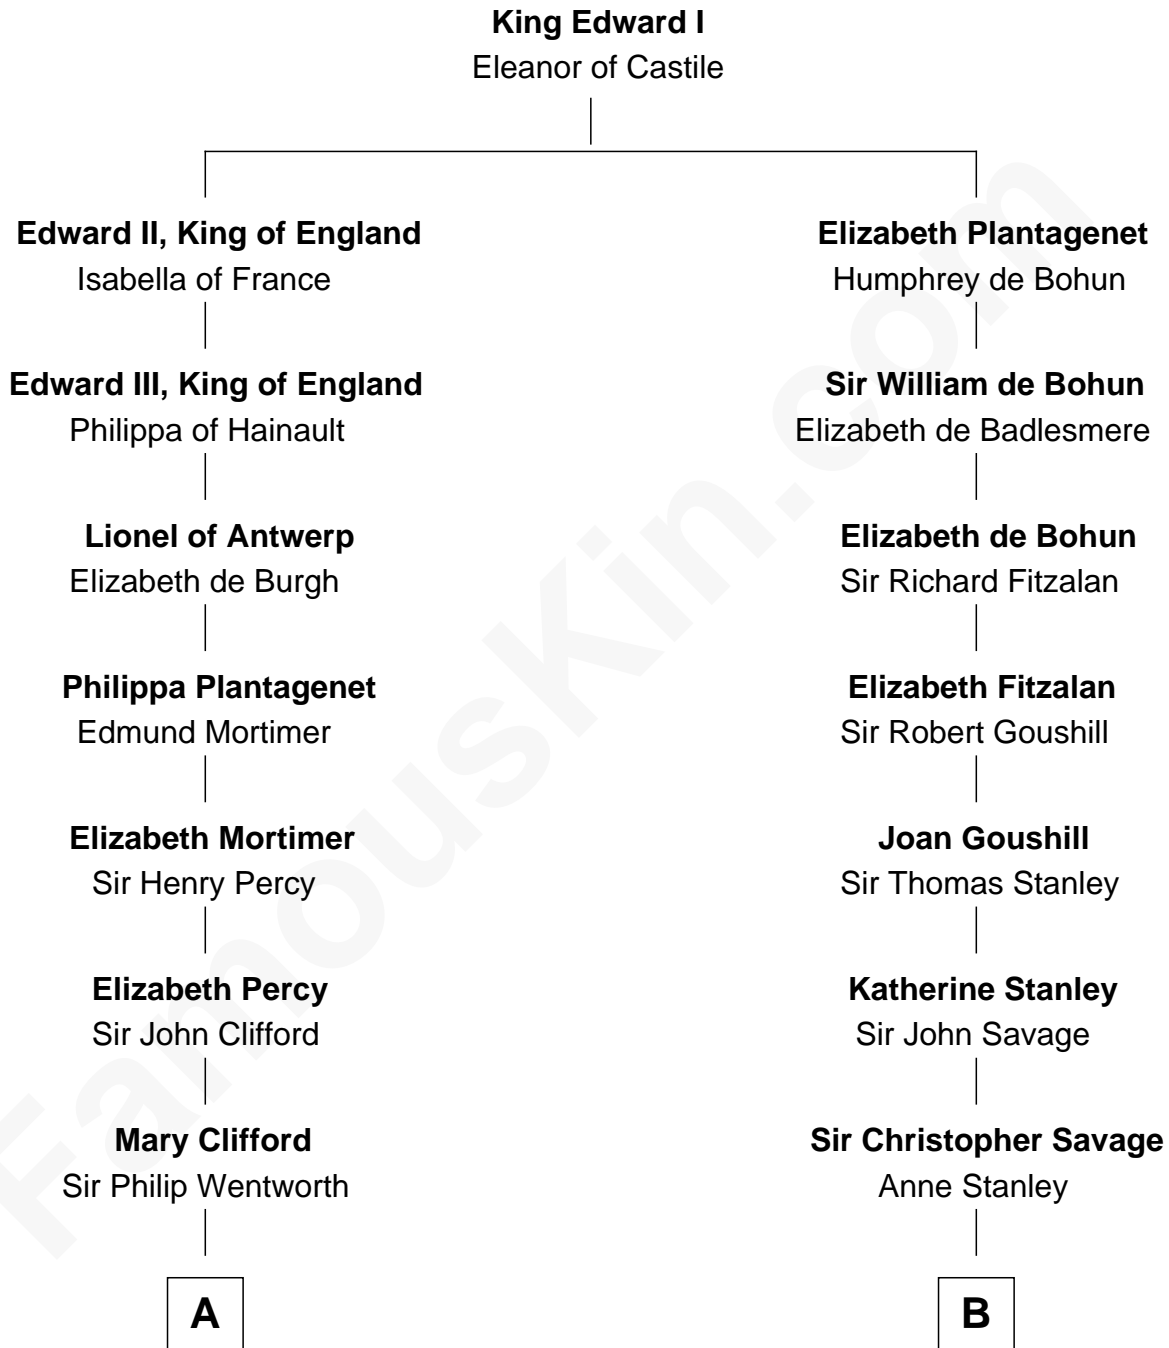 King Edward I
Eleanor of Castile
Edward II, King of England
Isabella of France
Elizabeth Plantagenet
Humphrey de Bohun
Edward III, King of England
Philippa of Hainault
Sir William de Bohun
Elizabeth de Badlesmere
Lionel of Antwerp
Elizabeth de Burgh
Elizabeth de Bohun
Sir Richard Fitzalan
Philippa Plantagenet
Edmund Mortimer
Elizabeth Fitzalan
Sir Robert Goushill
Elizabeth Mortimer
Sir Henry Percy
Joan Goushill
Sir Thomas Stanley
Elizabeth Percy
Sir John Clifford
Katherine Stanley
Sir John Savage
Mary Clifford
Sir Philip Wentworth
Sir Christopher Savage
Anne Stanley
A
B
FamousKin.com